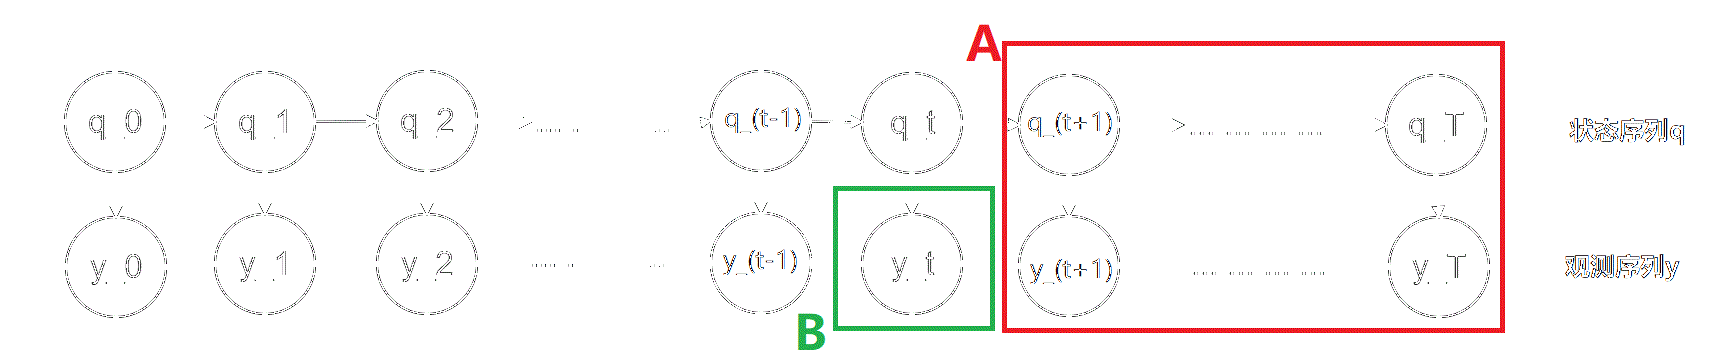 A
q_0 q_1 q_2 ...... ... q_(t-1) q_t q_(t+1) ... ... ... ... q_T 状态序列q
y_0 y_1 y_2 ...... ... y_(t-1) y_t y_(t+1) ... ... ... ... y_T 观测序列y
B